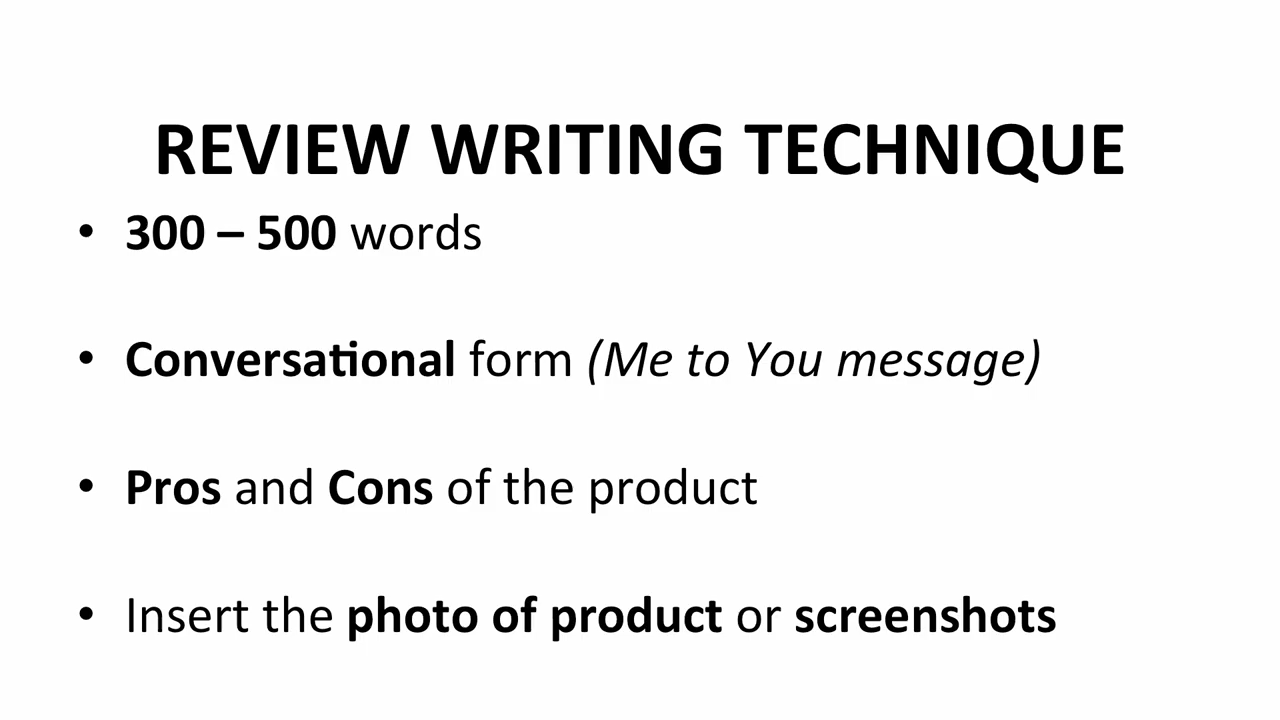 REVIEW WRITING TECHNIQUE
• 300 – 500 words
• Conversational form (Me to You message)
• Pros and Cons of the product
• Insert the photo of product or screenshots